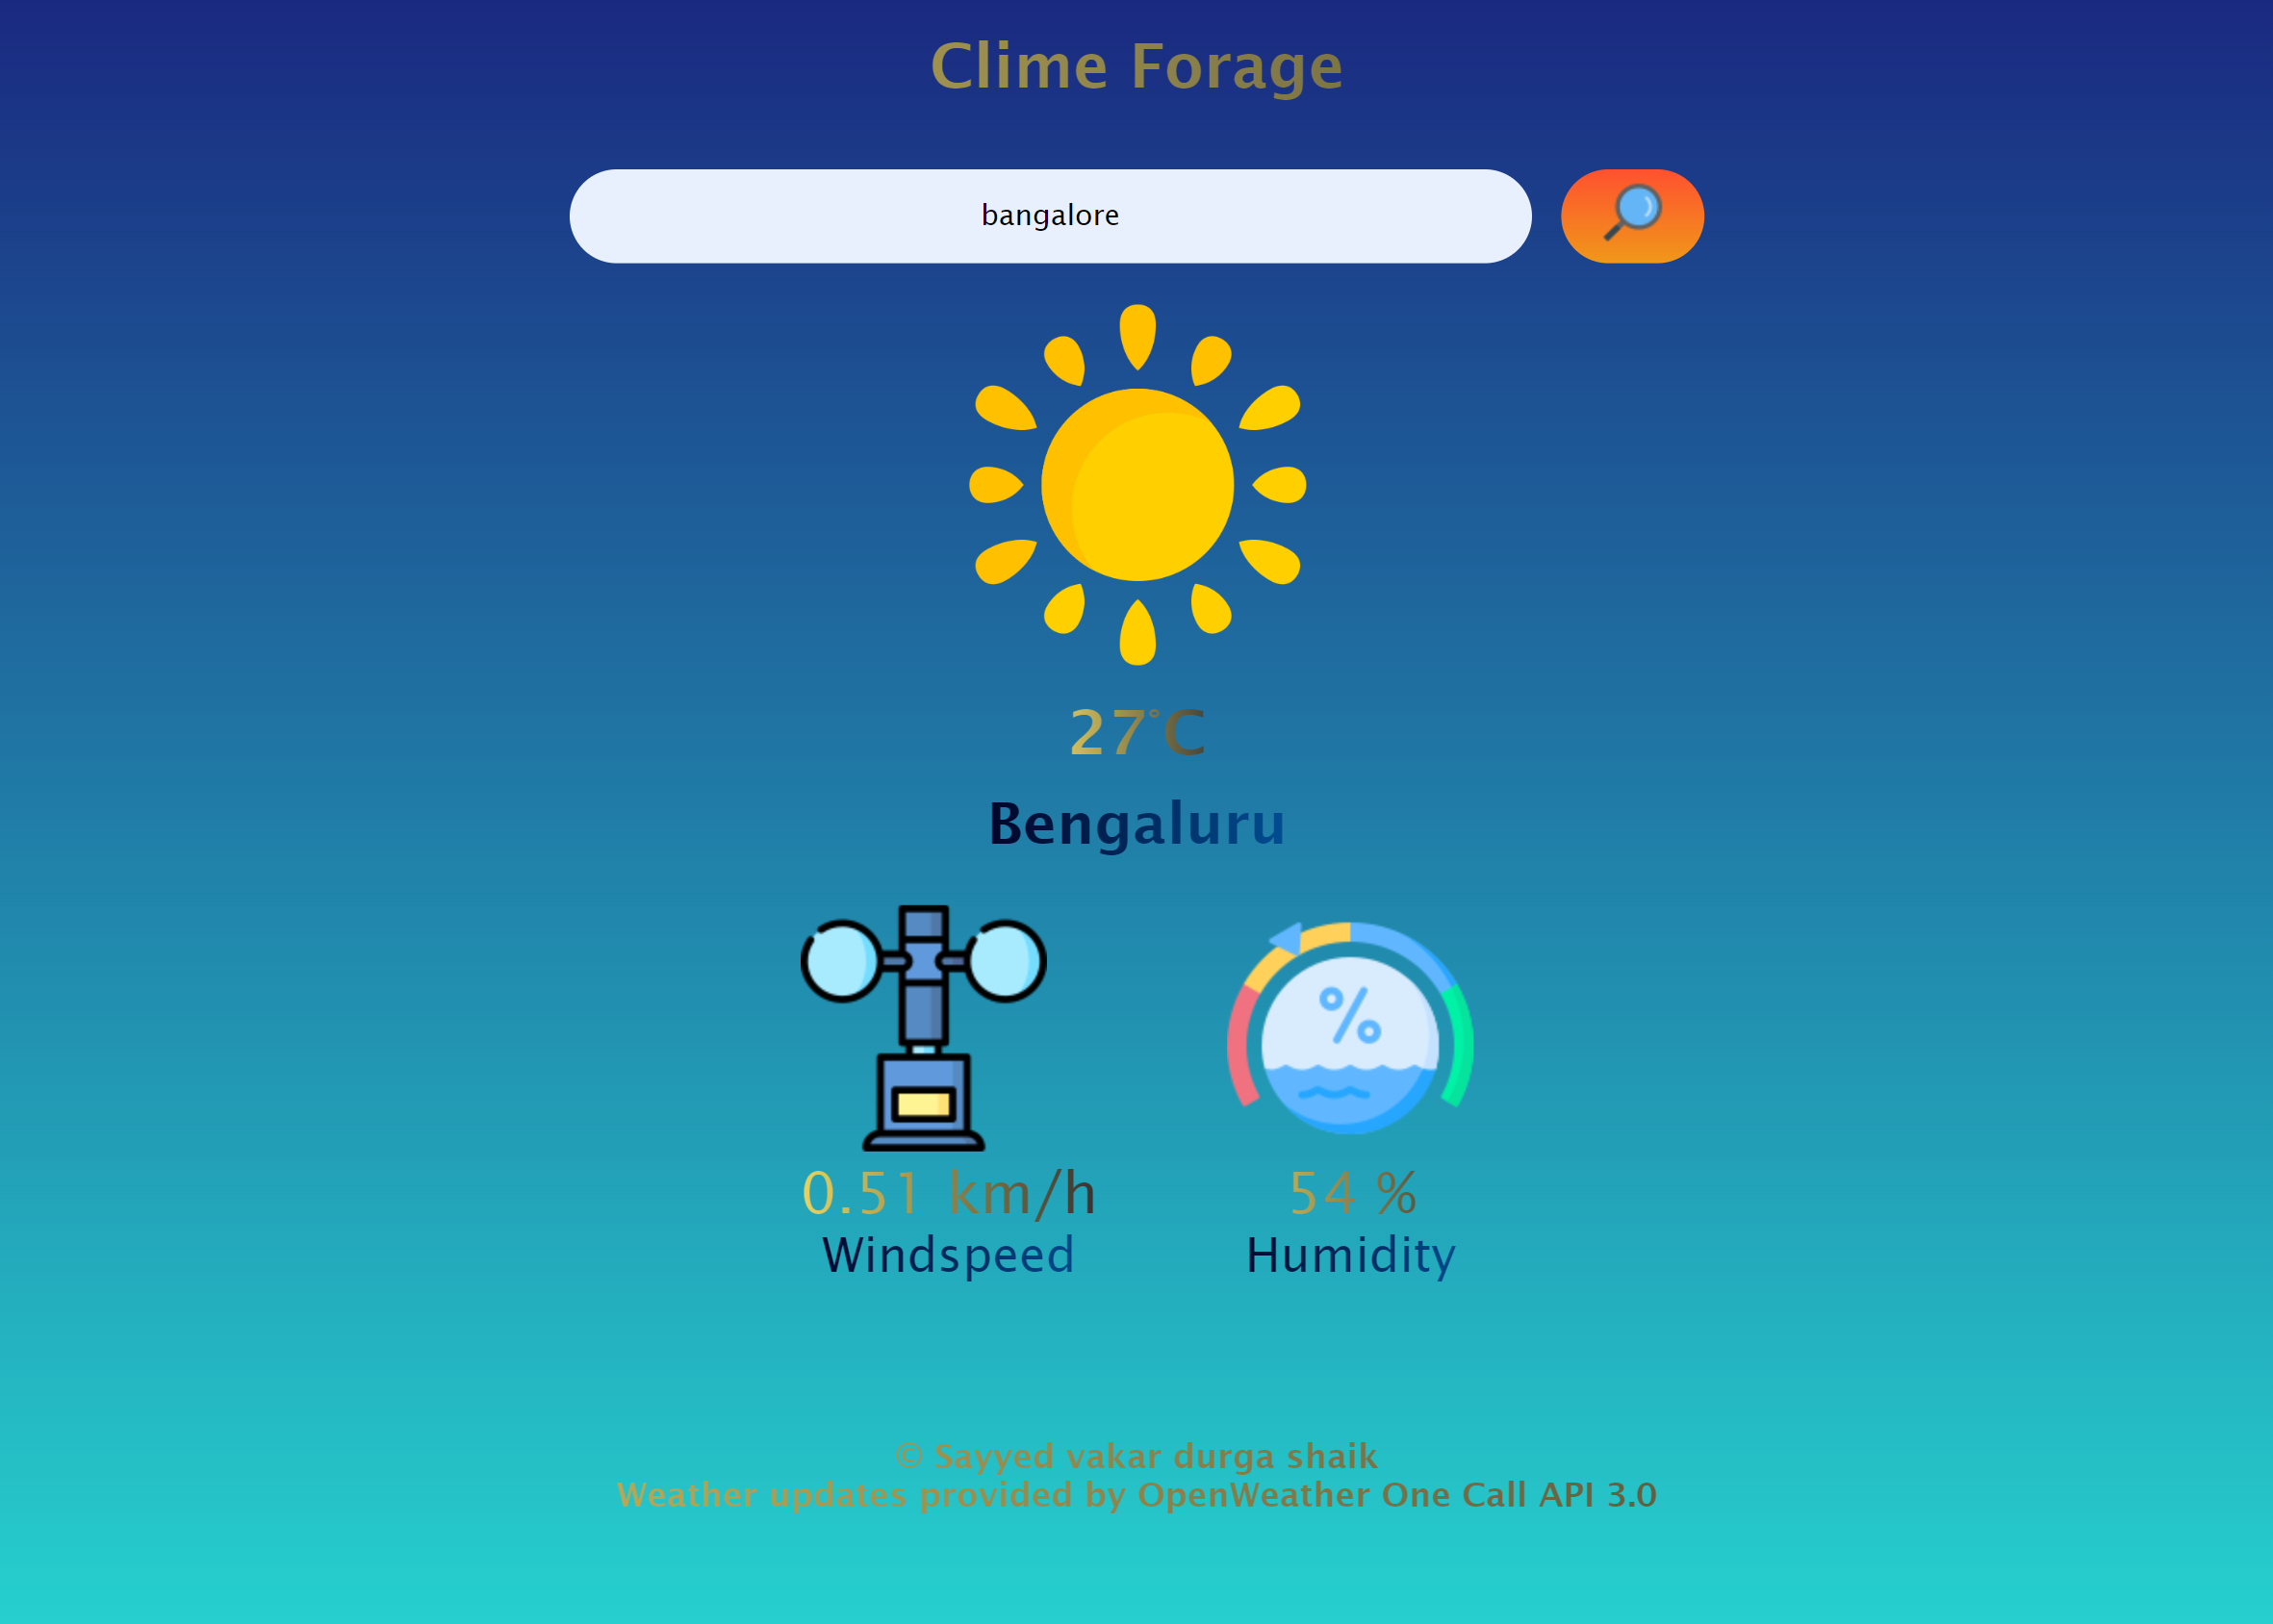 Clime Forage
bangalore
27°C
Bengaluru
%
0.51 km/h
54 %
Windspeed
Humidity
© Sayyed vakar durga shaik
Weather updates provided by OpenWeather One Call API 3.0